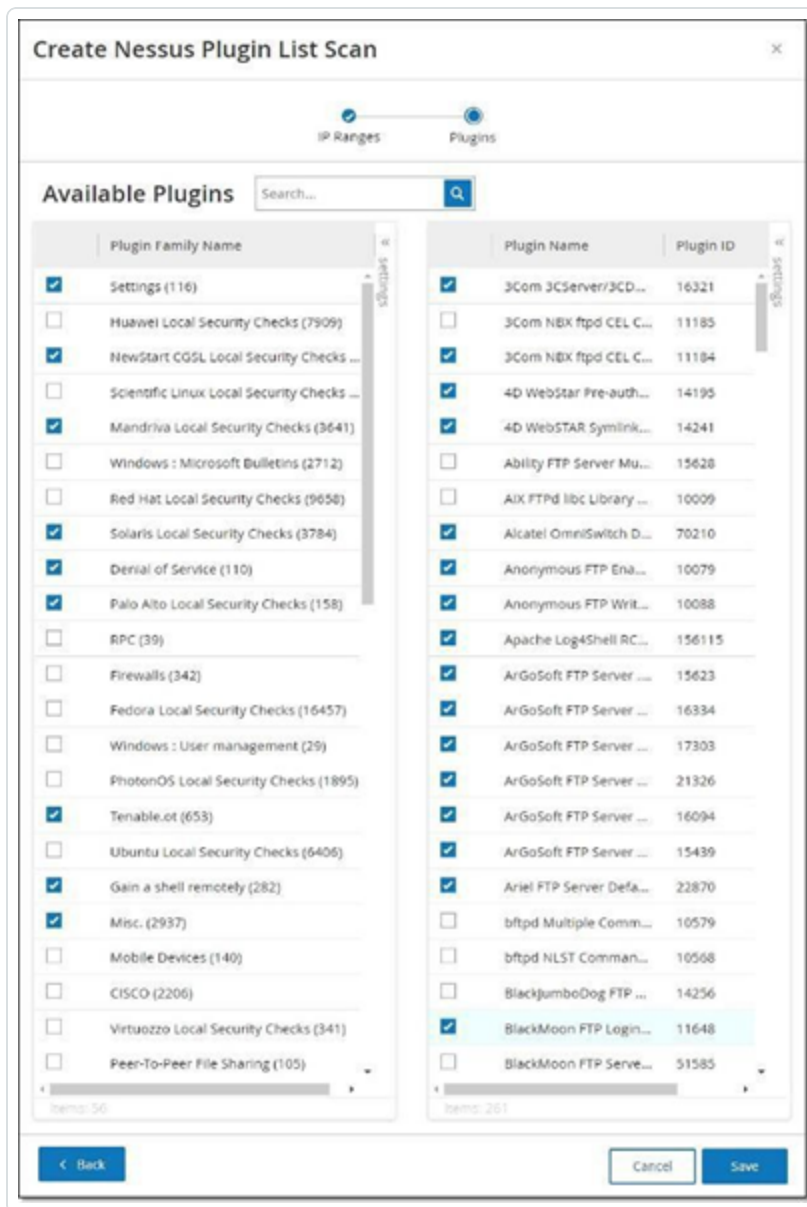 Create Nessus Plugin List Scan
IP Ranges
Plugins
Available Plugins
Search...
Plugin Family Name
settings
Settings (116)
Huawei Local Security Checks (7909)
NewStart CGSL Local Security Checks ...
Scientific Linux Local Security Checks ...
Mandriva Local Security Checks (3641)
Windows : Microsoft Bulletins (2712)
Red Hat Local Security Checks (9658)
Solaris Local Security Checks (3784)
Denial of Service (110)
Palo Alto Local Security Checks (158)
RPC (39)
Firewalls (342)
Fedora Local Security Checks (16457)
Windows : User management (29)
PhotonOS Local Security Checks (1895)
Tenable.ot (653)
Ubuntu Local Security Checks (6406)
Gain a shell remotely (282)
Misc. (2937)
Mobile Devices (140)
CISCO (2206)
Virtuozzo Local Security Checks (341)
Peer-To-Peer File Sharing (105)
Items: 56
Plugin Name Plugin ID
settings
3Com 3CServer/3CD... 16321
3Com NBX ftpd CEL C... 11185
3Com NBX ftpd CEL C... 11184
4D WebStar Pre-auth... 14195
4D WebSTAR Symlink... 14241
Ability FTP Server Mu... 15628
AIX FTPd libc Library ... 10009
Alcatel OmniSwitch D... 70210
Anonymous FTP Ena... 10079
Anonymous FTP Writ... 10088
Apache Log4Shell RC... 156115
ArGoSoft FTP Server .... 15623
ArGoSoft FTP Server ... 16334
ArGoSoft FTP Server ... 17303
ArGoSoft FTP Server ... 21326
ArGoSoft FTP Server ... 16094
ArGoSoft FTP Server ... 15439
Ariel FTP Server Defa... 22870
bftpd Multiple Comm... 10579
bftpd NLST Comman... 10568
BlackJumboDog FTP ... 14256
BlackMoon FTP Login... 11648
BlackMoon FTP Serve... 51585
Items: 261
Back
Cancel
Save